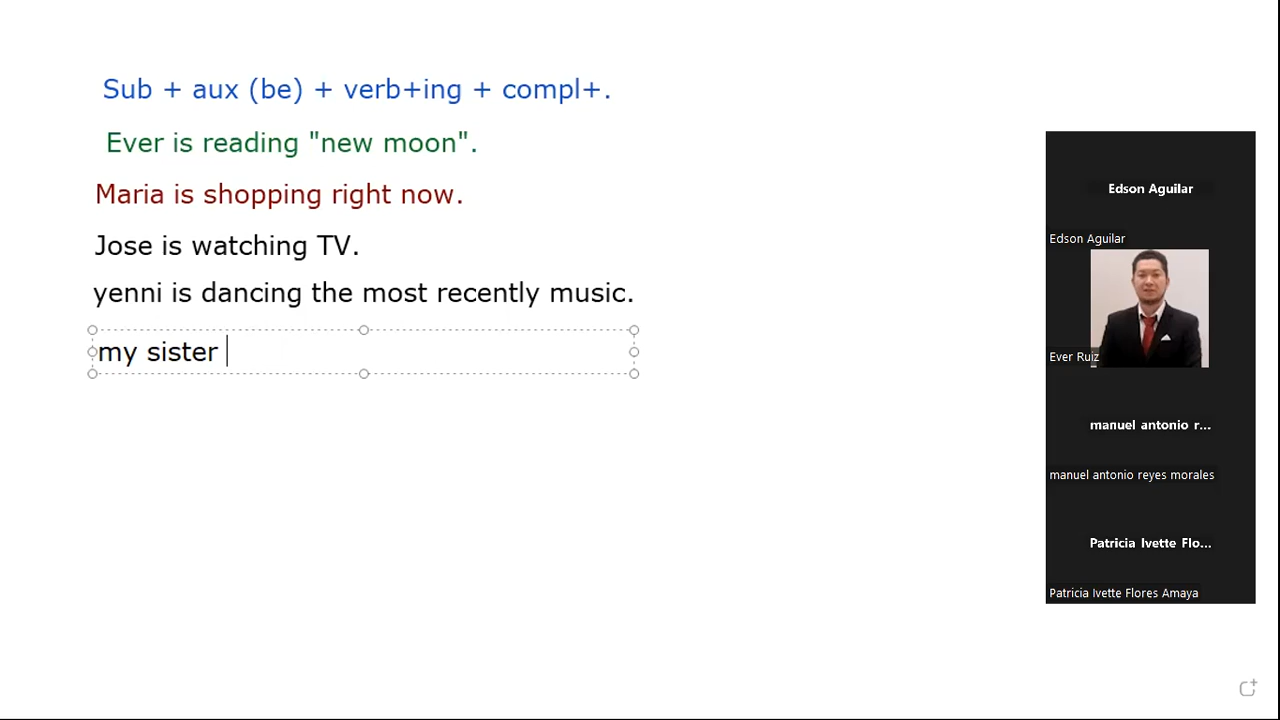 Sub + aux (be) + verb+ing + compl+.
Ever is reading "new moon".
Maria is shopping right now.
Jose is watching TV.
yenni is dancing the most recently music.
my sister
Edson Aguilar
Edson Aguilar
Ever Ruiz
manuel antonio r...
manuel antonio reyes morales
Patricia Ivette Flo...
Patricia Ivette Flores Amaya